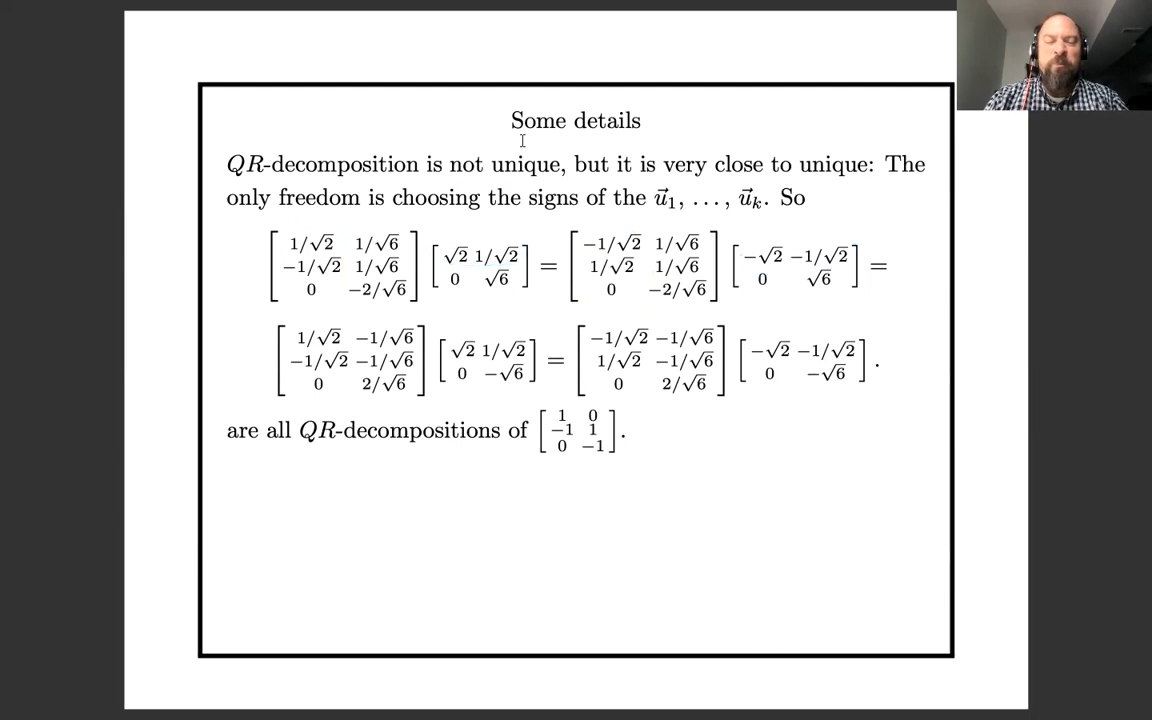 Some details
QR-decomposition is not unique, but it is very close to unique: The
only freedom is choosing the signs of the u⃗₁, …, u⃗ₖ. So
[ 1/√2 1/√6 ; −1/√2 1/√6 ; 0 −2/√6 ] [ √2 1/√2 ; 0 √6 ] = [ −1/√2 1/√6 ; 1/√2 1/√6 ; 0 −2/√6 ] [ −√2 −1/√2 ; 0 √6 ] =
[ 1/√2 −1/√6 ; −1/√2 −1/√6 ; 0 2/√6 ] [ √2 1/√2 ; 0 −√6 ] = [ −1/√2 −1/√6 ; 1/√2 −1/√6 ; 0 2/√6 ] [ −√2 −1/√2 ; 0 −√6 ] .
are all QR-decompositions of [ 1 0 ; −1 1 ; 0 −1 ] .